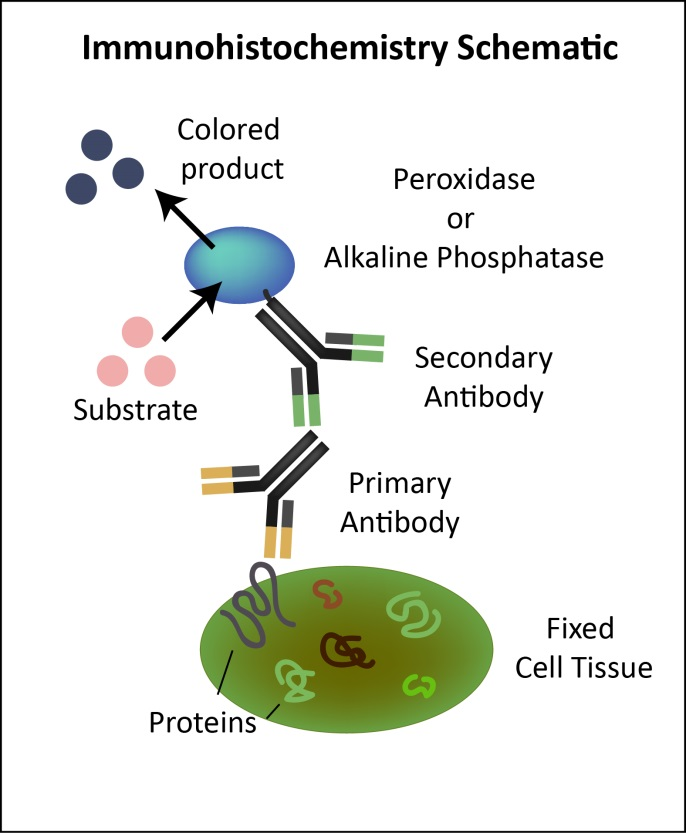 Immunohistochemistry Schematic
Colored
product
Peroxidase
or
Alkaline Phosphatase
Substrate
Secondary
Antibody
Primary
Antibody
Fixed
Cell Tissue
Proteins